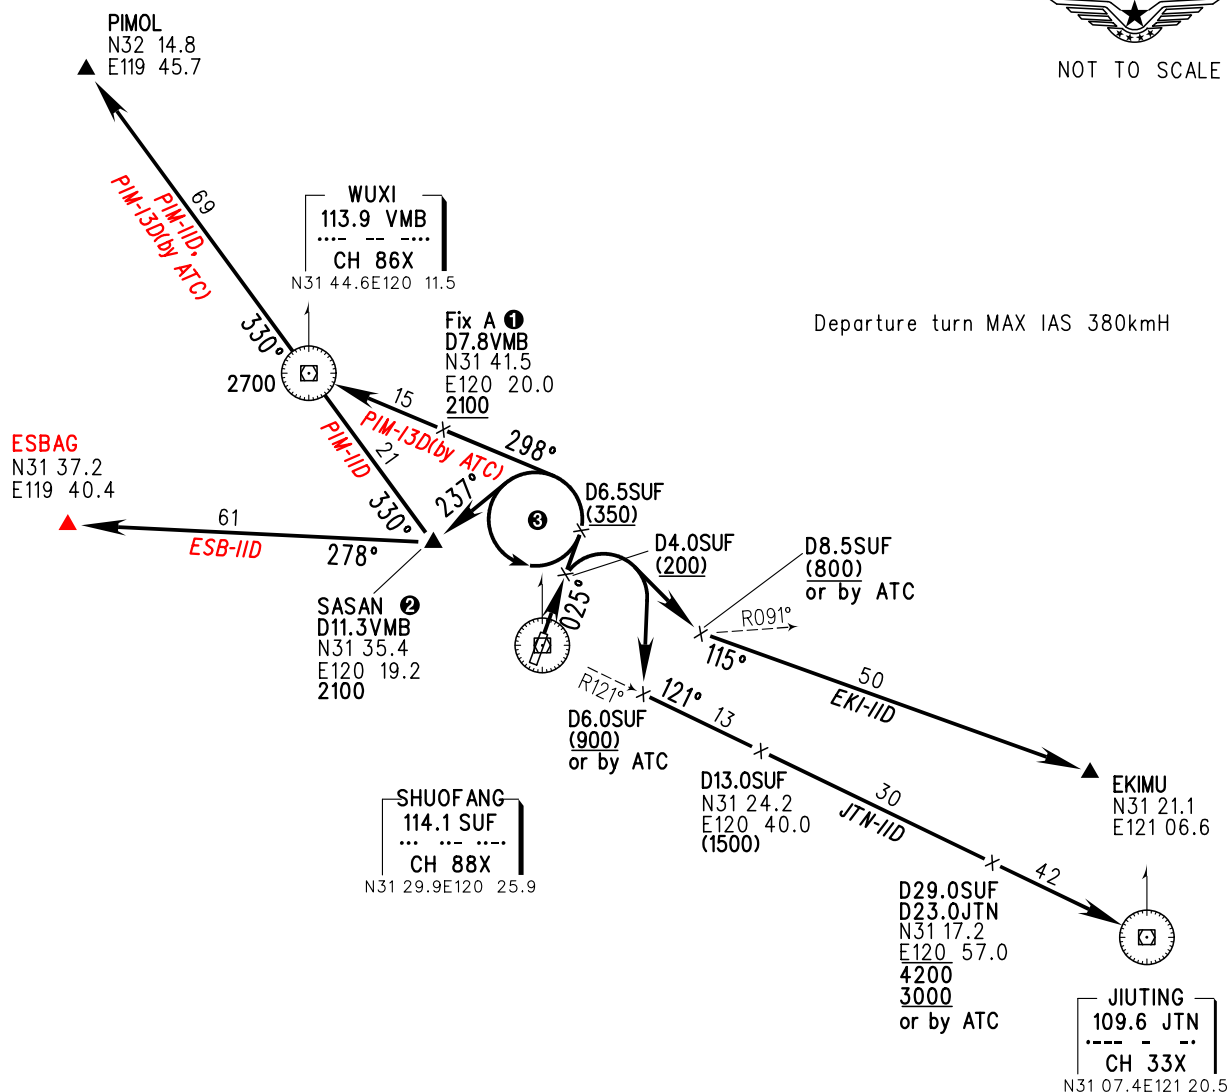 PIMOL
N32 14.8
E119 45.7
NOT TO SCALE
69
PIM-11D,
PIM-13D(by ATC)
330°
WUXI
113.9 VMB
CH 86X
N31 44.6E120 11.5
Departure turn MAX IAS 380kmH
Fix A ❶
D7.8VMB
N31 41.5
E120 20.0
2100
2700
15
PIM-13D(by ATC)
298°
ESBAG
N31 37.2
E119 40.4
21
PIM-11D
330°
237°
61
ESB-11D
278°
❸
D6.5SUF
(350)
D4.0SUF
(200)
025°
D8.5SUF
(800)
or by ATC
R091°
115°
50
EKI-11D
SASAN ❷
D11.3VMB
N31 35.4
E120 19.2
2100
R121°
121°
D6.0SUF
(900)
or by ATC
13
D13.0SUF
N31 24.2
E120 40.0
(1500)
30
JTN-11D
EKIMU
N31 21.1
E121 06.6
SHUOFANG
114.1 SUF
CH 88X
N31 29.9E120 25.9
D29.0SUF
D23.0JTN
N31 17.2
E120 57.0
4200
3000
or by ATC
42
JIUTING
109.6 JTN
CH 33X
N31 07.4E121 20.5